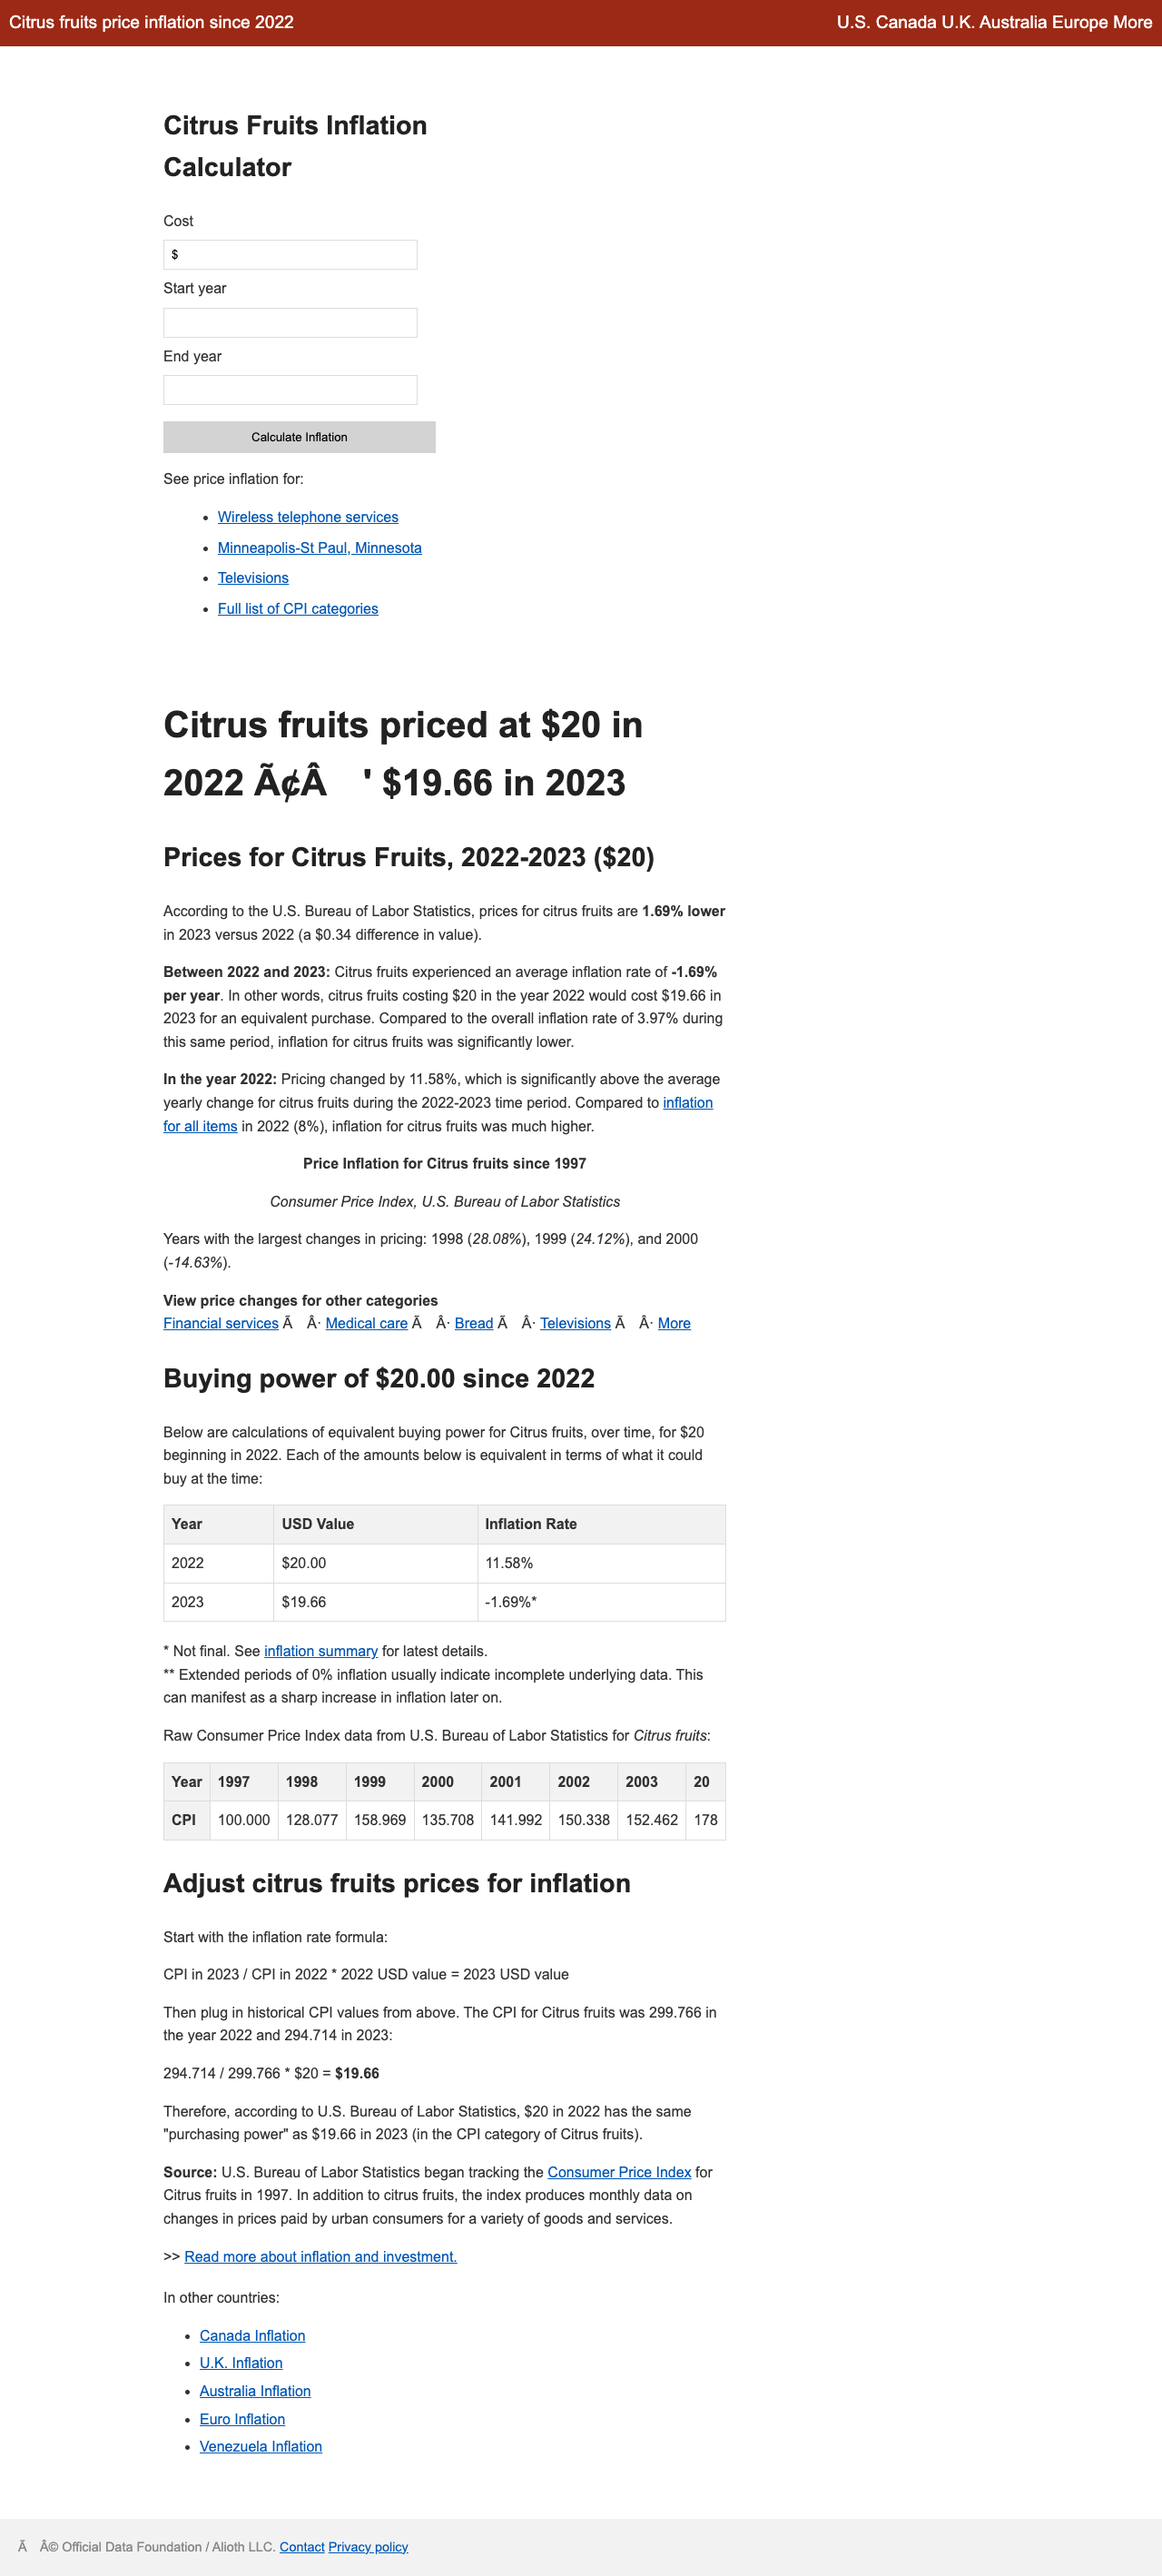 Citrus fruits price inflation since 2022
U.S. Canada U.K. Australia Europe More
Citrus Fruits Inflation
Calculator
Cost
$
Start year
End year
Calculate Inflation
See price inflation for:
• Wireless telephone services
• Minneapolis-St Paul, Minnesota
• Televisions
• Full list of CPI categories
Citrus fruits priced at $20 in
2022 Ã¢Â ' $19.66 in 2023
Prices for Citrus Fruits, 2022-2023 ($20)
According to the U.S. Bureau of Labor Statistics, prices for citrus fruits are 1.69% lower
in 2023 versus 2022 (a $0.34 difference in value).
Between 2022 and 2023: Citrus fruits experienced an average inflation rate of -1.69%
per year. In other words, citrus fruits costing $20 in the year 2022 would cost $19.66 in
2023 for an equivalent purchase. Compared to the overall inflation rate of 3.97% during
this same period, inflation for citrus fruits was significantly lower.
In the year 2022: Pricing changed by 11.58%, which is significantly above the average
yearly change for citrus fruits during the 2022-2023 time period. Compared to inflation
for all items in 2022 (8%), inflation for citrus fruits was much higher.
Price Inflation for Citrus fruits since 1997
Consumer Price Index, U.S. Bureau of Labor Statistics
Years with the largest changes in pricing: 1998 (28.08%), 1999 (24.12%), and 2000
(-14.63%).
View price changes for other categories
Financial services Ã Â· Medical care Ã Â· Bread Ã Â· Televisions Ã Â· More
Buying power of $20.00 since 2022
Below are calculations of equivalent buying power for Citrus fruits, over time, for $20
beginning in 2022. Each of the amounts below is equivalent in terms of what it could
buy at the time:
Year USD Value Inflation Rate
2022 $20.00 11.58%
2023 $19.66 -1.69%*
* Not final. See inflation summary for latest details.
** Extended periods of 0% inflation usually indicate incomplete underlying data. This
can manifest as a sharp increase in inflation later on.
Raw Consumer Price Index data from U.S. Bureau of Labor Statistics for Citrus fruits:
Year 1997 1998 1999 2000 2001 2002 2003 20
CPI 100.000 128.077 158.969 135.708 141.992 150.338 152.462 178
Adjust citrus fruits prices for inflation
Start with the inflation rate formula:
CPI in 2023 / CPI in 2022 * 2022 USD value = 2023 USD value
Then plug in historical CPI values from above. The CPI for Citrus fruits was 299.766 in
the year 2022 and 294.714 in 2023:
294.714 / 299.766 * $20 = $19.66
Therefore, according to U.S. Bureau of Labor Statistics, $20 in 2022 has the same
"purchasing power" as $19.66 in 2023 (in the CPI category of Citrus fruits).
Source: U.S. Bureau of Labor Statistics began tracking the Consumer Price Index for
Citrus fruits in 1997. In addition to citrus fruits, the index produces monthly data on
changes in prices paid by urban consumers for a variety of goods and services.
>> Read more about inflation and investment.
In other countries:
• Canada Inflation
• U.K. Inflation
• Australia Inflation
• Euro Inflation
• Venezuela Inflation
Ã Â© Official Data Foundation / Alioth LLC. Contact Privacy policy